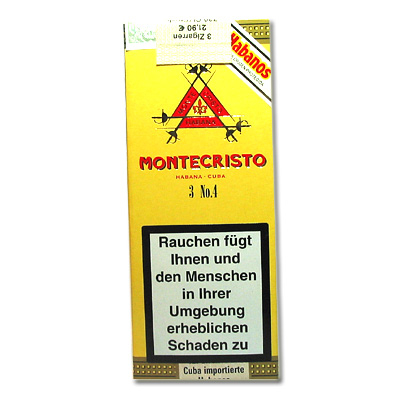 3 Zigarren
21,90 €
Habanos
MONTECRISTO
HABANA - CUBA
3 No.4
Rauchen fügt
Ihnen und
den Menschen
in Ihrer
Umgebung
erheblichen
Schaden zu
Cuba importierte
Habanos